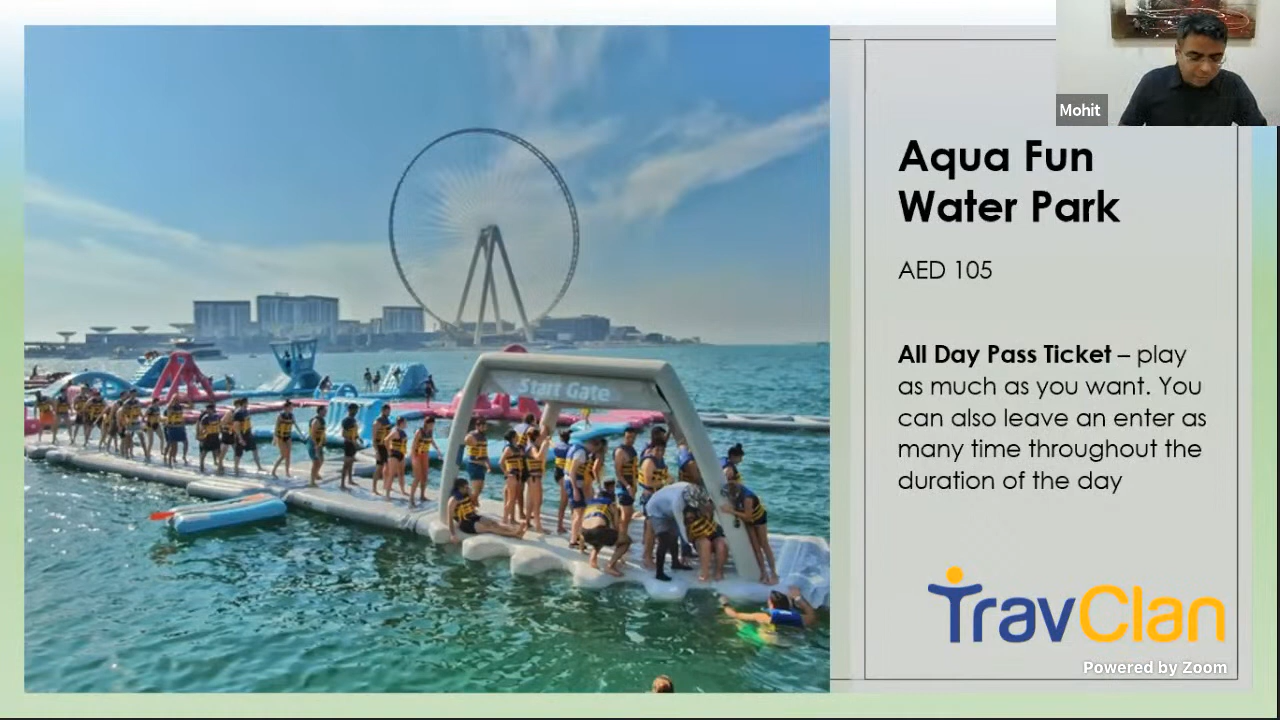 Mohit
Aqua Fun
Water Park
AED 105
All Day Pass Ticket – play
as much as you want. You
can also leave an enter as
many time throughout the
duration of the day
Start Gate
TravClan
Powered by Zoom